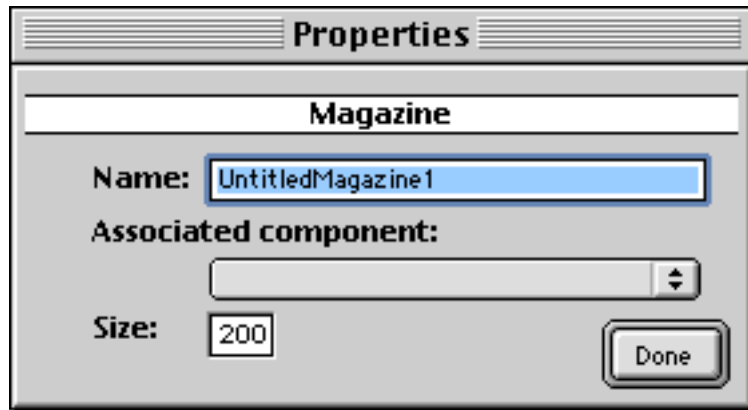 Properties
Magazine
Name: UntitledMagazine1
Associated component:
Size: 200
Done